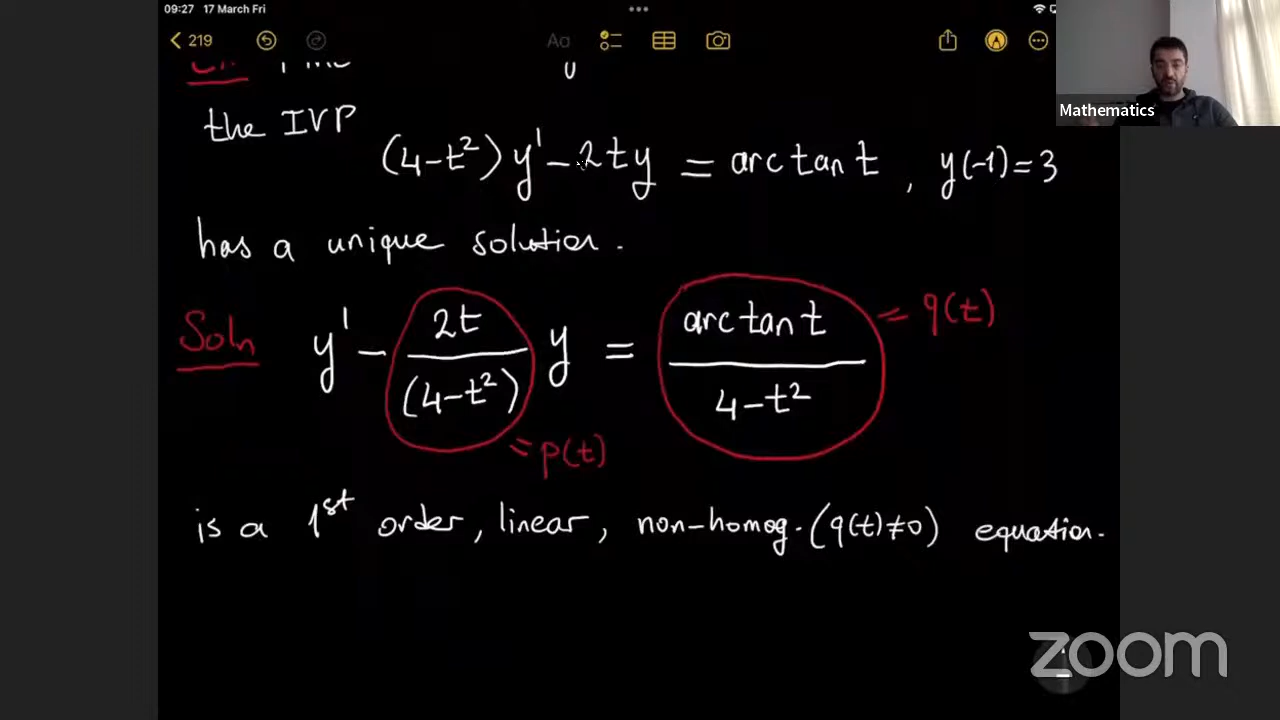 09:27 17 March Fri
219
Aa
Mathematics
the IVP
(4-t²) y' - 2ty = arctan t , y(-1) = 3
has a unique solution.
Soln y' - 2t/(4-t²) y = arctan t/4-t² = q(t)
= p(t)
is a 1st order, linear, non-homog. (q(t)≠0) equation.
zoom